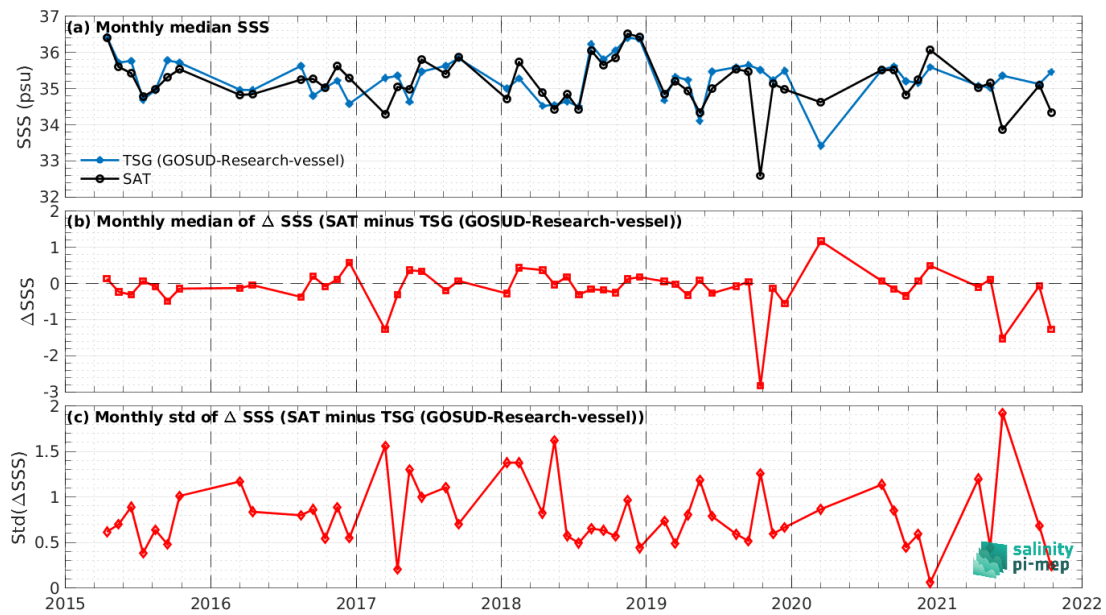 (a) Monthly median SSS
37
36
35
34
33
32
SSS (psu)
TSG (GOSUD-Research-vessel)
SAT
(b) Monthly median of Δ SSS (SAT minus TSG (GOSUD-Research-vessel))
2
1
0
-1
-2
-3
ΔSSS
(c) Monthly std of Δ SSS (SAT minus TSG (GOSUD-Research-vessel))
2
1.5
1
0.5
0
Std(ΔSSS)
salinity
pi-mep
2015 2016 2017 2018 2019 2020 2021 2022